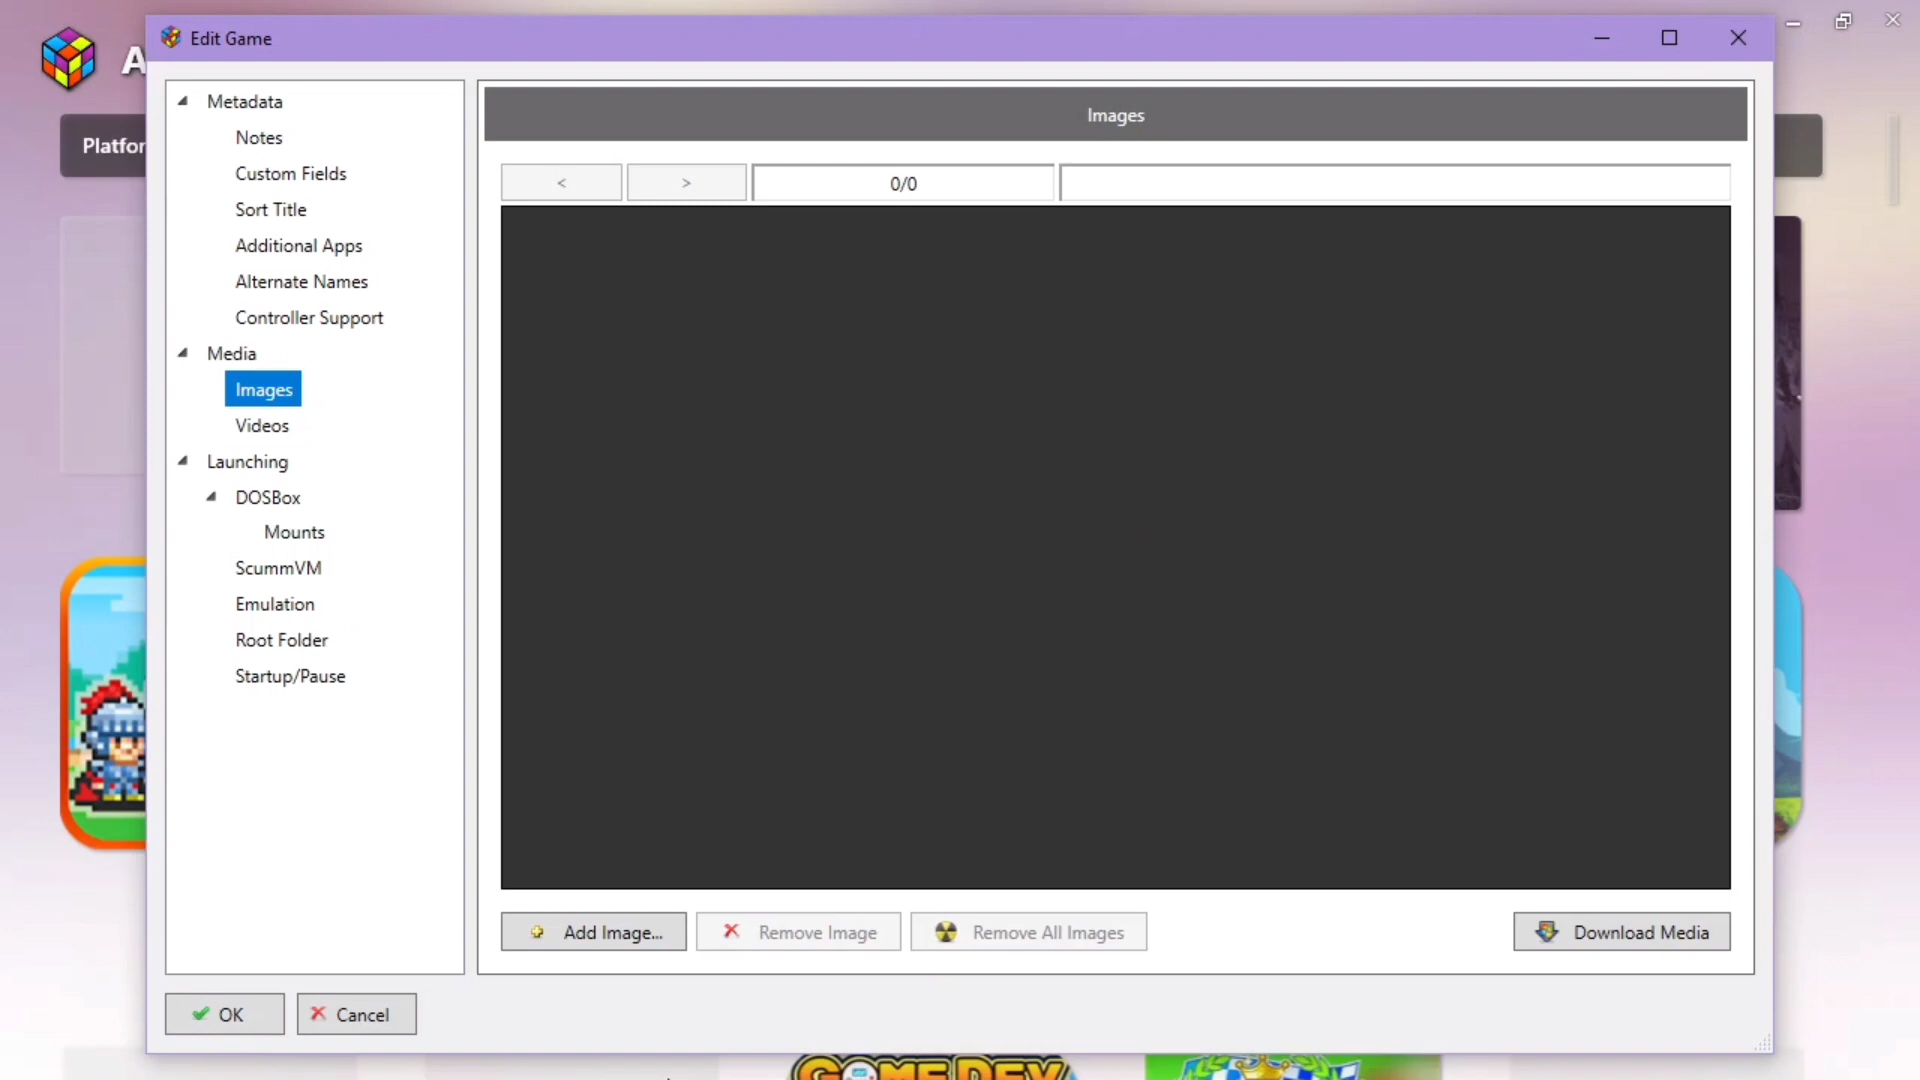 Edit Game
A
Platfor
Metadata
Notes
Custom Fields
Sort Title
Additional Apps
Alternate Names
Controller Support
Media
Images
Videos
Launching
DOSBox
Mounts
ScummVM
Emulation
Root Folder
Startup/Pause
Images
< > 0/0
Add Image... Remove Image Remove All Images Download Media
OK Cancel
GAME DEV